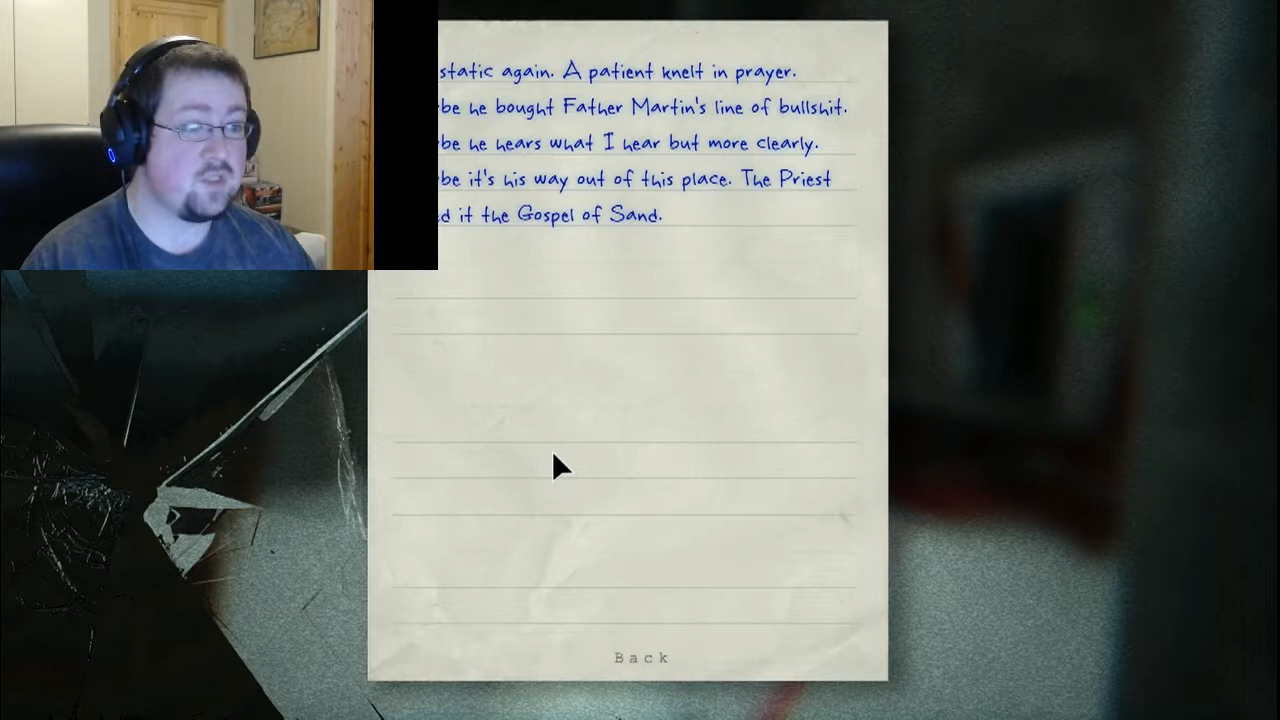 static again. A patient knelt in prayer.
be he bought Father Martin's line of bullshit.
be he hears what I hear but more clearly.
be it's his way out of this place. The Priest
d it the Gospel of Sand.
Back